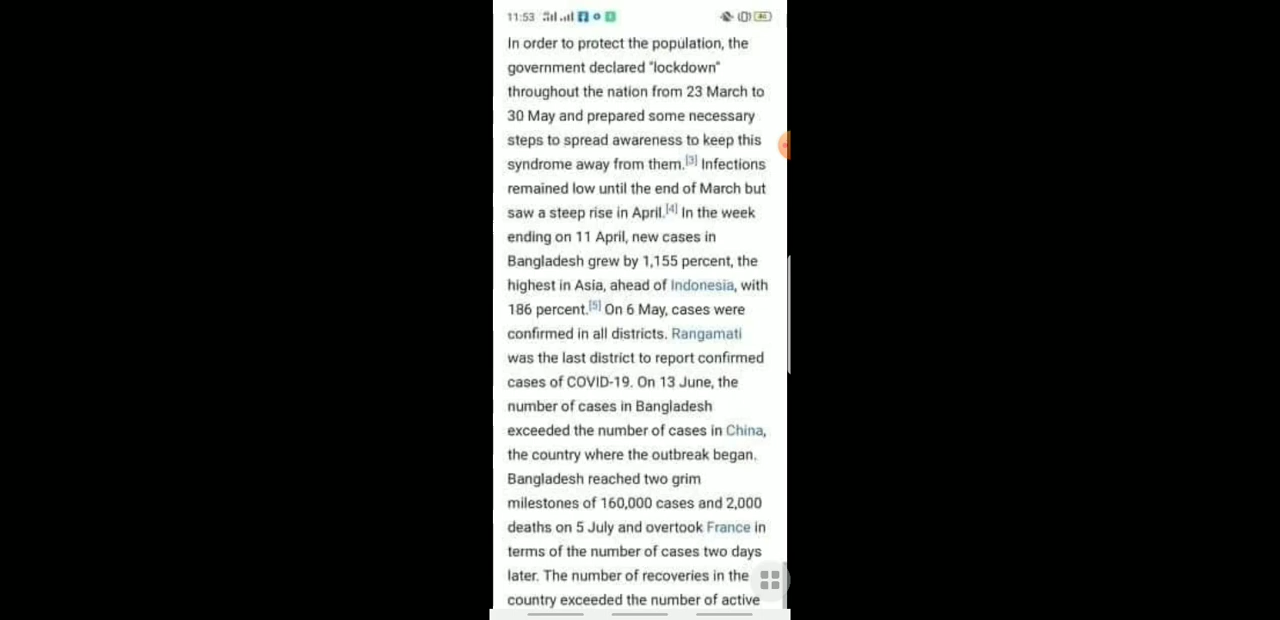 11:53
In order to protect the population, the
government declared "lockdown"
throughout the nation from 23 March to
30 May and prepared some necessary
steps to spread awareness to keep this
syndrome away from them.[3] Infections
remained low until the end of March but
saw a steep rise in April.[4] In the week
ending on 11 April, new cases in
Bangladesh grew by 1,155 percent, the
highest in Asia, ahead of Indonesia, with
186 percent.[5] On 6 May, cases were
confirmed in all districts. Rangamati
was the last district to report confirmed
cases of COVID-19. On 13 June, the
number of cases in Bangladesh
exceeded the number of cases in China,
the country where the outbreak began.
Bangladesh reached two grim
milestones of 160,000 cases and 2,000
deaths on 5 July and overtook France in
terms of the number of cases two days
later. The number of recoveries in the
country exceeded the number of active